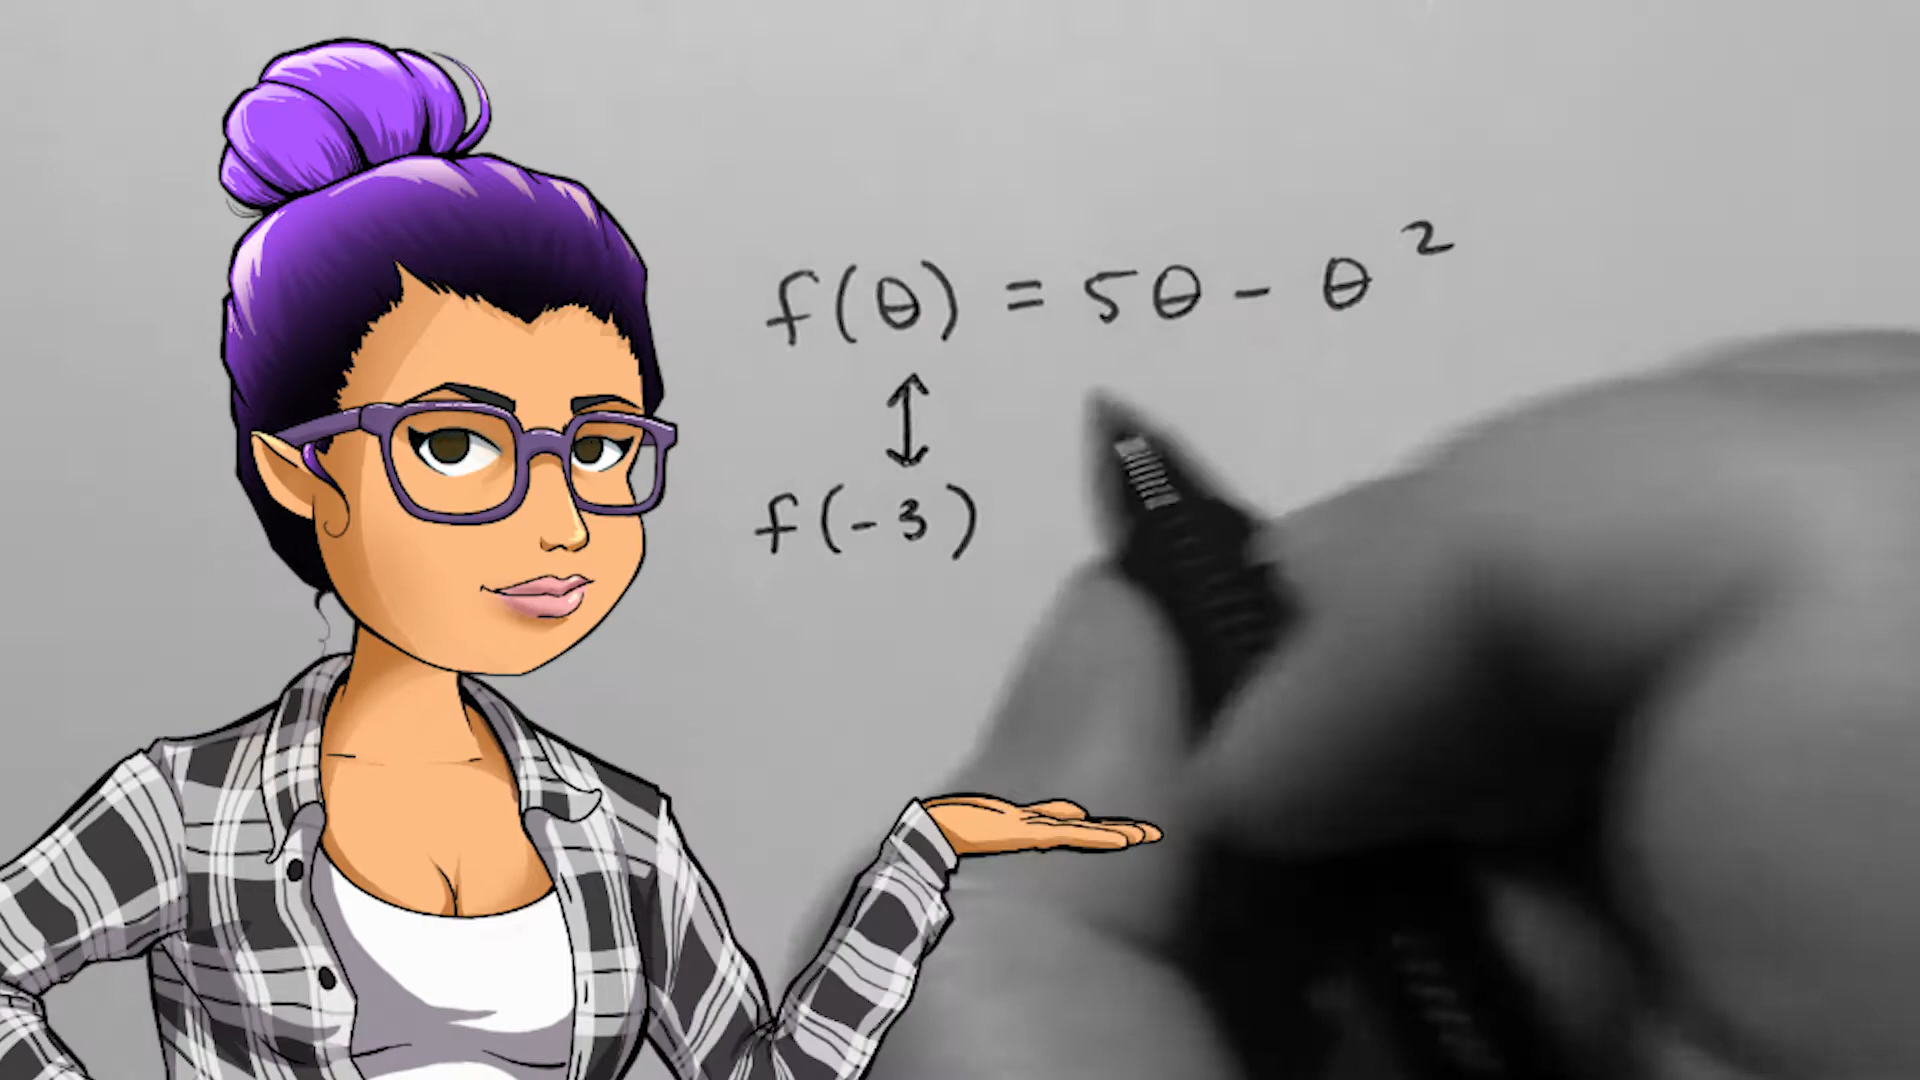 f(θ) = 5θ - θ²
↕
f(-3)